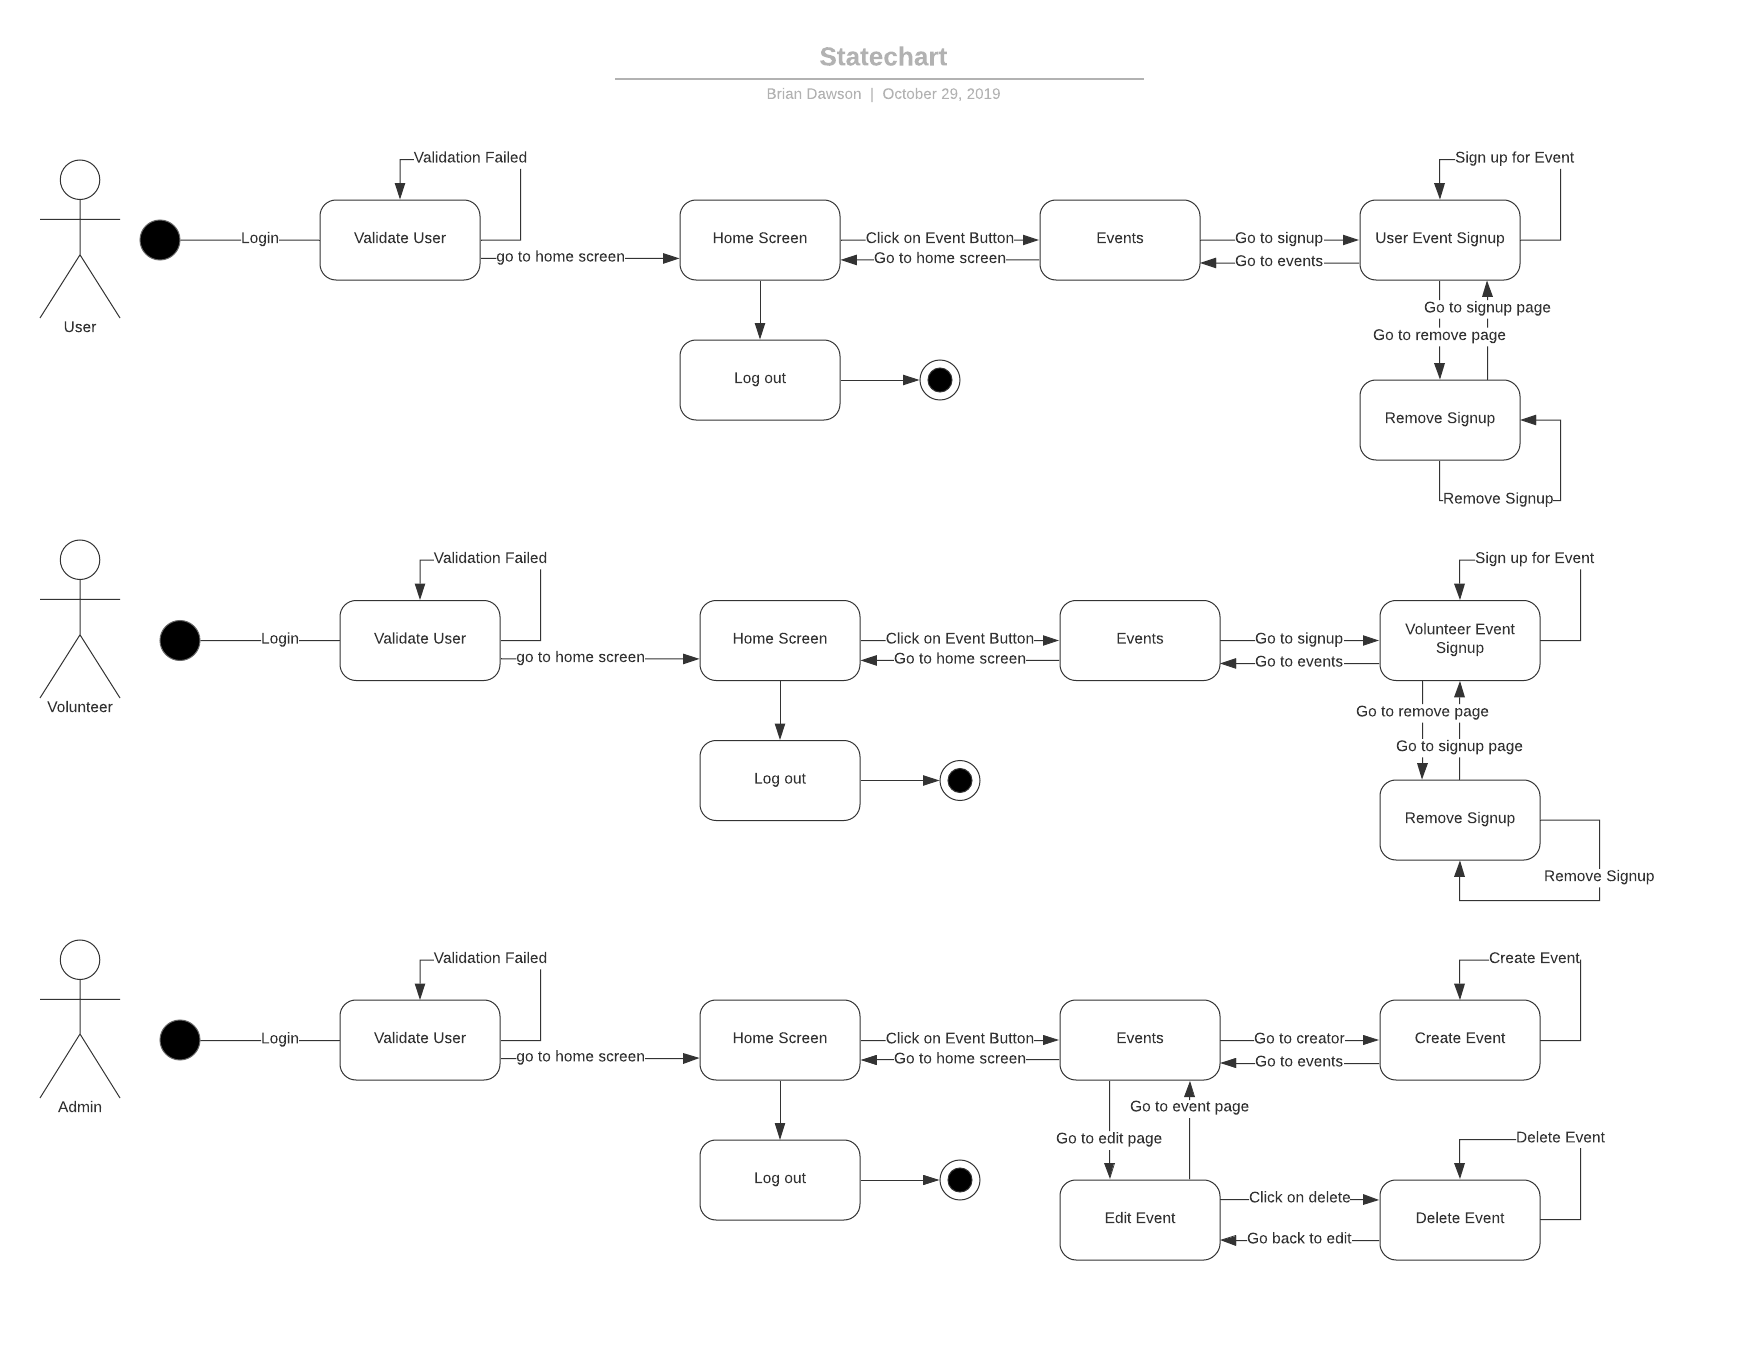 Statechart
Brian Dawson | October 29, 2019
Validation Failed
Sign up for Event
Login
Validate User
go to home screen
Home Screen
Click on Event Button
Go to home screen
Events
Go to signup
Go to events
User Event Signup
User
Go to signup page
Go to remove page
Log out
Remove Signup
Remove Signup
Validation Failed
Sign up for Event
Login
Validate User
go to home screen
Home Screen
Click on Event Button
Go to home screen
Events
Go to signup
Go to events
Volunteer Event
Signup
Volunteer
Go to remove page
Go to signup page
Log out
Remove Signup
Remove Signup
Validation Failed
Create Event
Login
Validate User
go to home screen
Home Screen
Click on Event Button
Go to home screen
Events
Go to creator
Go to events
Create Event
Admin
Go to event page
Go to edit page
Delete Event
Log out
Edit Event
Click on delete
Go back to edit
Delete Event